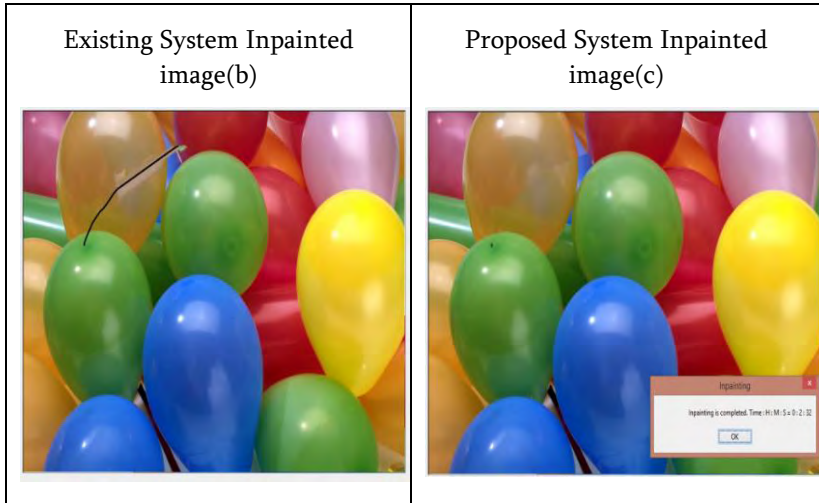 Existing System Inpainted
image(b)
Proposed System Inpainted
image(c)
Inpainting
x
Inpainting is completed. Time : H : M : S = 0 : 2 : 32
OK